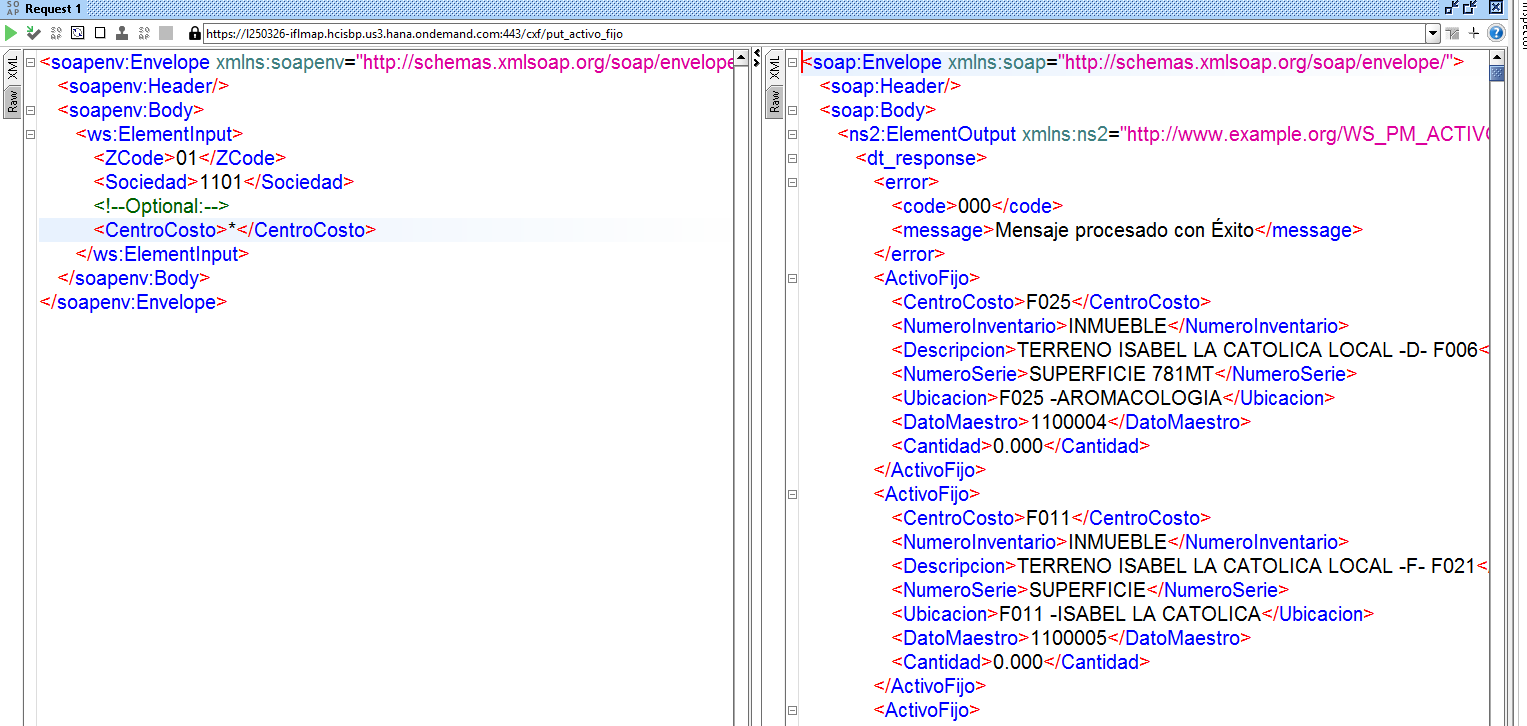 SOAP Request 1
https://l250326-iflmap.hcisbp.us3.hana.ondemand.com:443/cxf/put_activo_fijo
XML
Raw
<soapenv:Envelope xmlns:soapenv="http://schemas.xmlsoap.org/soap/envelope
<soapenv:Header/>
<soapenv:Body>
<ws:ElementInput>
<ZCode>01</ZCode>
<Sociedad>1101</Sociedad>
<!--Optional:-->
<CentroCosto>*</CentroCosto>
</ws:ElementInput>
</soapenv:Body>
</soapenv:Envelope>
XML
Raw
<soap:Envelope xmlns:soap="http://schemas.xmlsoap.org/soap/envelope/">
<soap:Header/>
<soap:Body>
<ns2:ElementOutput xmlns:ns2="http://www.example.org/WS_PM_ACTIVO
<dt_response>
<error>
<code>000</code>
<message>Mensaje procesado con Éxito</message>
</error>
<ActivoFijo>
<CentroCosto>F025</CentroCosto>
<NumeroInventario>INMUEBLE</NumeroInventario>
<Descripcion>TERRENO ISABEL LA CATOLICA LOCAL -D- F006<
<NumeroSerie>SUPERFICIE 781MT</NumeroSerie>
<Ubicacion>F025 -AROMACOLOGIA</Ubicacion>
<DatoMaestro>1100004</DatoMaestro>
<Cantidad>0.000</Cantidad>
</ActivoFijo>
<ActivoFijo>
<CentroCosto>F011</CentroCosto>
<NumeroInventario>INMUEBLE</NumeroInventario>
<Descripcion>TERRENO ISABEL LA CATOLICA LOCAL -F- F021</
<NumeroSerie>SUPERFICIE</NumeroSerie>
<Ubicacion>F011 -ISABEL LA CATOLICA</Ubicacion>
<DatoMaestro>1100005</DatoMaestro>
<Cantidad>0.000</Cantidad>
</ActivoFijo>
<ActivoFijo>